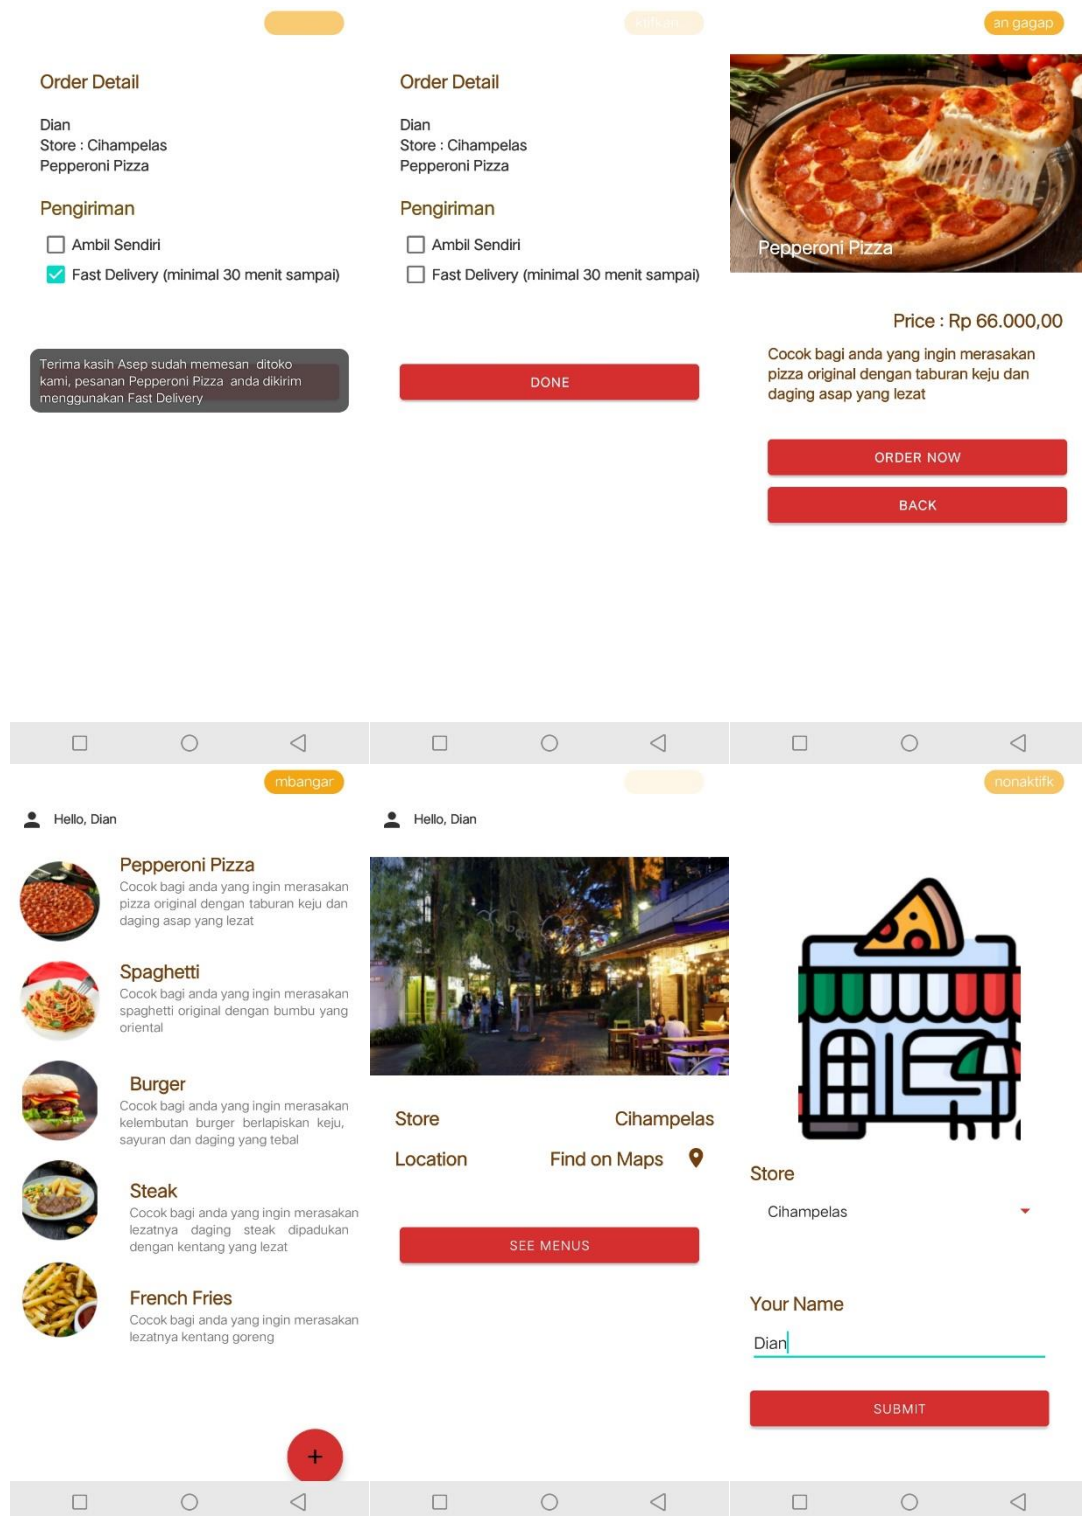 Order Detail
Dian
Store : Cihampelas
Pepperoni Pizza
Pengiriman
Ambil Sendiri
Fast Delivery (minimal 30 menit sampai)
Terima kasih Asep sudah memesan  ditoko
kami, pesanan Pepperoni Pizza  anda dikirim
menggunakan Fast Delivery
Order Detail
Dian
Store : Cihampelas
Pepperoni Pizza
Pengiriman
Ambil Sendiri
Fast Delivery (minimal 30 menit sampai)
DONE
an gagap
Pepperoni Pizza
Price : Rp 66.000,00
Cocok bagi anda yang ingin merasakan
pizza original dengan taburan keju dan
daging asap yang lezat
ORDER NOW
BACK
mbangar
Hello, Dian
Pepperoni Pizza
Cocok bagi anda yang ingin merasakan
pizza original dengan taburan keju dan
daging asap yang lezat
Spaghetti
Cocok bagi anda yang ingin merasakan
spaghetti original dengan bumbu yang
oriental
Burger
Cocok bagi anda yang ingin merasakan
kelembutan burger berlapiskan keju,
sayuran dan daging yang tebal
Steak
Cocok bagi anda yang ingin merasakan
lezatnya daging steak dipadukan
dengan kentang yang lezat
French Fries
Cocok bagi anda yang ingin merasakan
lezatnya kentang goreng
+
Hello, Dian
Store Cihampelas
Location Find on Maps
SEE MENUS
nonaktifk
Store
Cihampelas
Your Name
Dian
SUBMIT